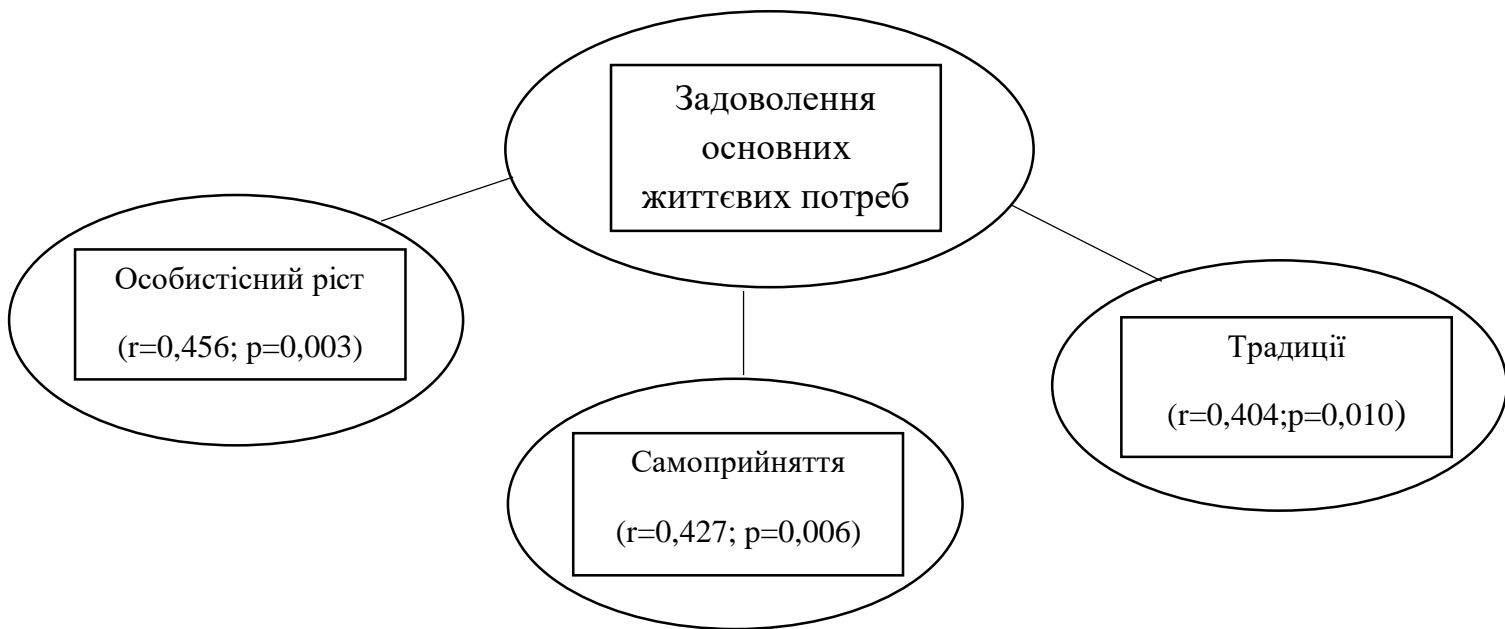 Задоволення
основних
життєвих потреб
Особистісний ріст
(r=0,456; p=0,003)
Самоприйняття
(r=0,427; p=0,006)
Традиції
(r=0,404;p=0,010)